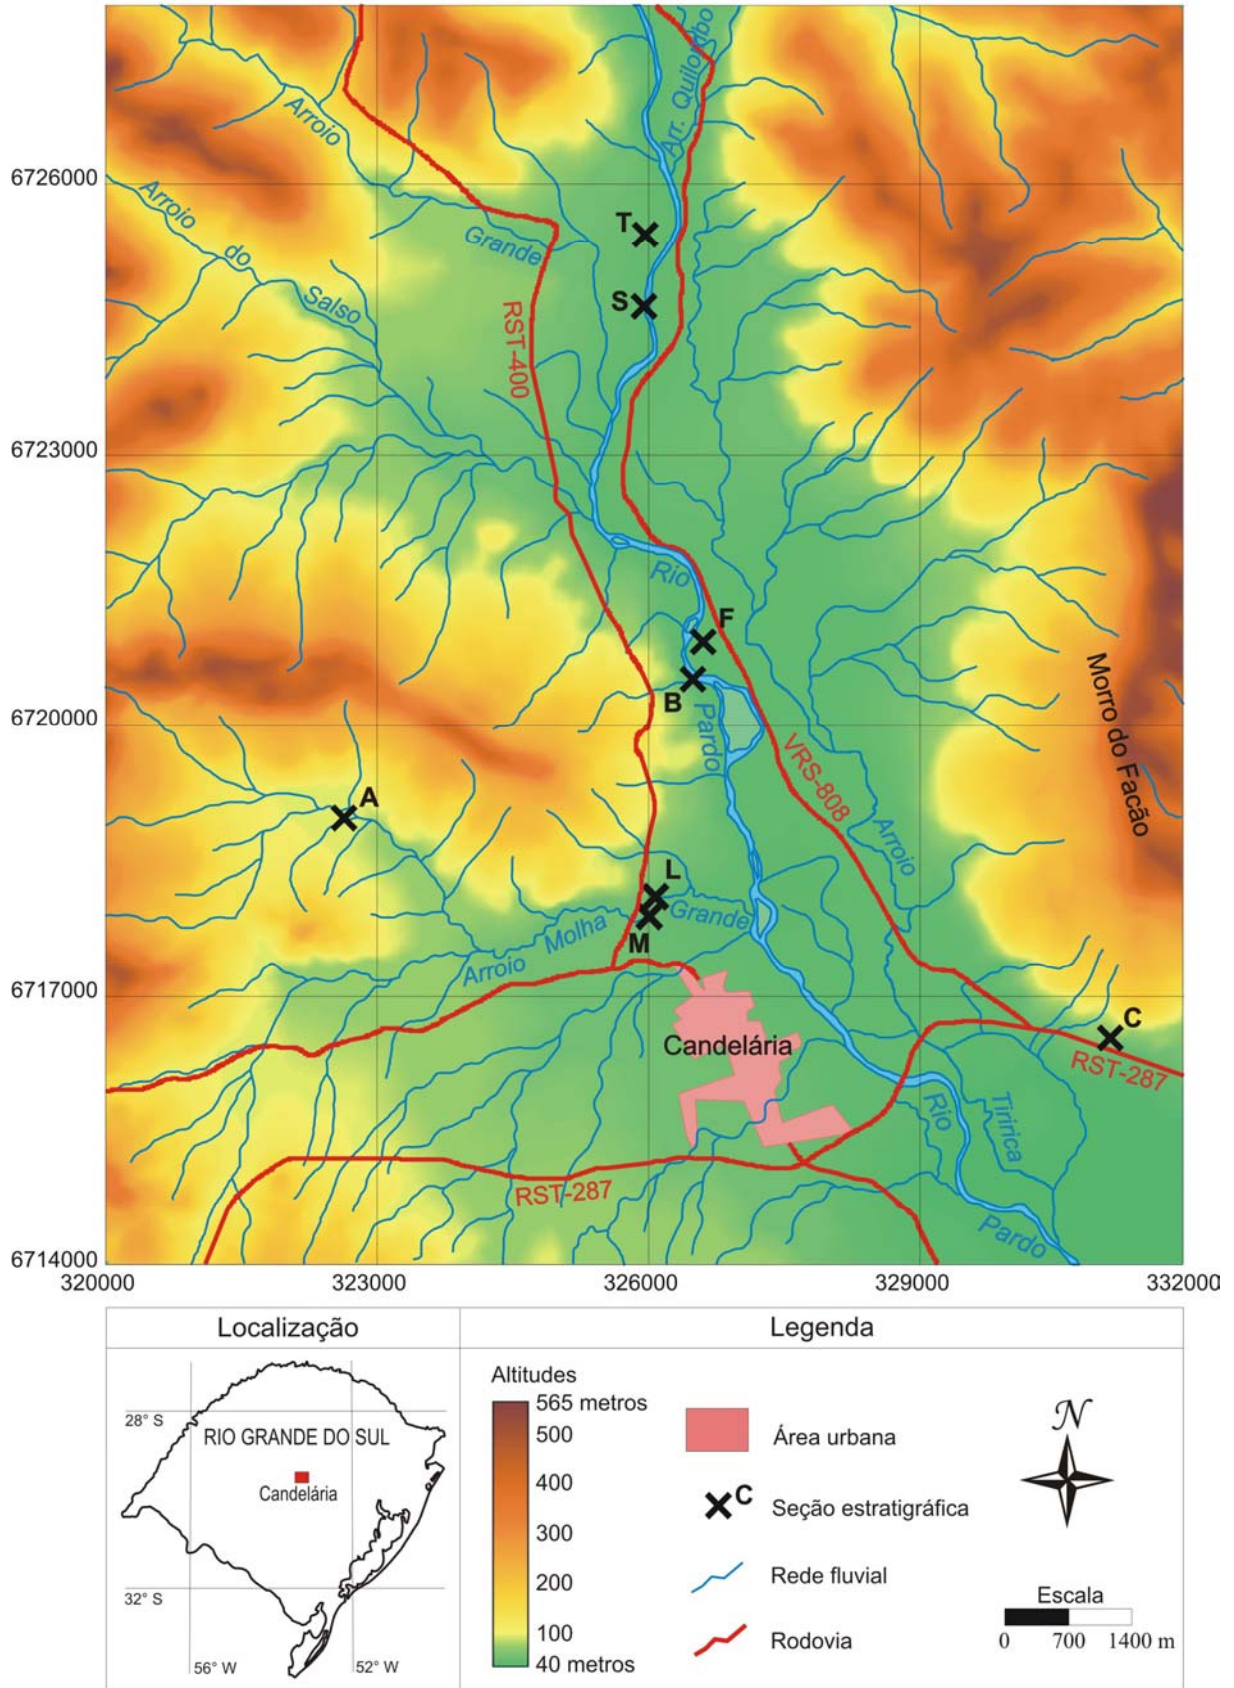 Arroio
Arr. Quilombo
6726000
Arroio
do
Salso
Grande
T
S
RST-400
6723000
Rio
F
B
6720000
Pardo
VRS-808
Morro do Facão
A
Arroio
L
Grande
M
Arroio Molha
6717000
Candelária
C
RST-287
Rio
Tiririca
RST-287
Pardo
6714000
320000
323000
326000
329000
332000
Localização
Legenda
28° S
RIO GRANDE DO SUL
Candelária
32° S
56° W
52° W
Altitudes
565 metros
500
400
300
200
100
40 metros
Área urbana
C
Seção estratigráfica
Rede fluvial
Rodovia
N
Escala
0 700 1400 m